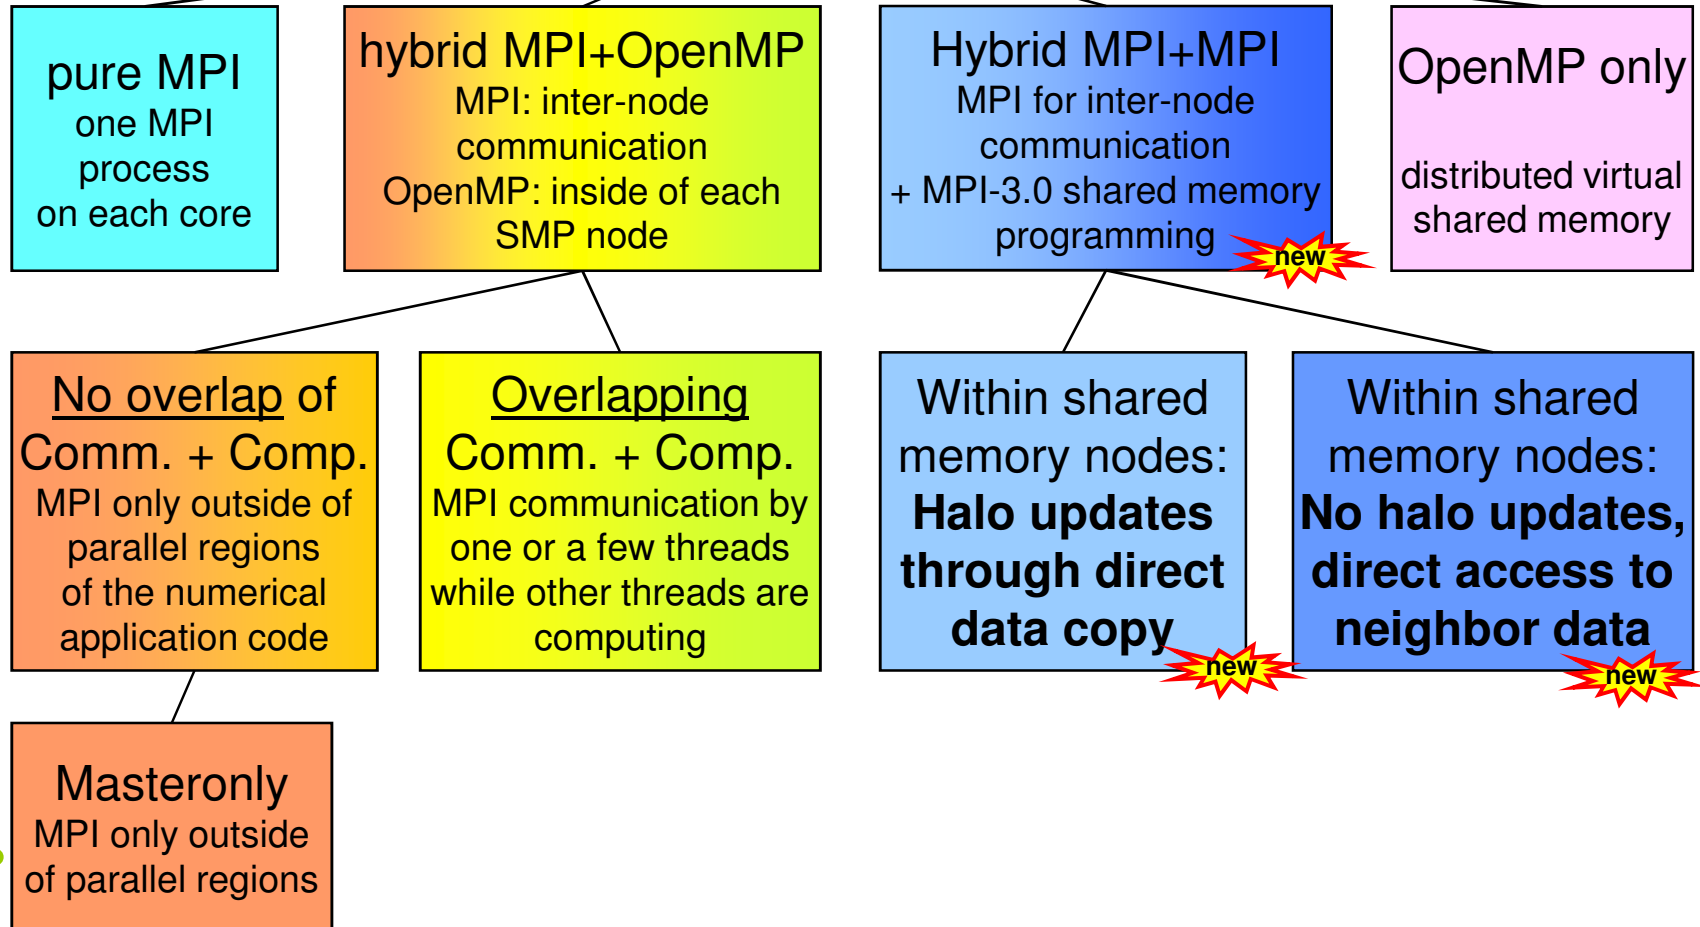 pure MPI
one MPI
process
on each core
hybrid MPI+OpenMP
MPI: inter-node
communication
OpenMP: inside of each
SMP node
Hybrid MPI+MPI
MPI for inter-node
communication
+ MPI-3.0 shared memory
programming
new
OpenMP only
distributed virtual
shared memory
No overlap of
Comm. + Comp.
MPI only outside of
parallel regions
of the numerical
application code
Overlapping
Comm. + Comp.
MPI communication by
one or a few threads
while other threads are
computing
Within shared
memory nodes:
Halo updates
through direct
data copy
new
Within shared
memory nodes:
No halo updates,
direct access to
neighbor data
new
Masteronly
MPI only outside
of parallel regions